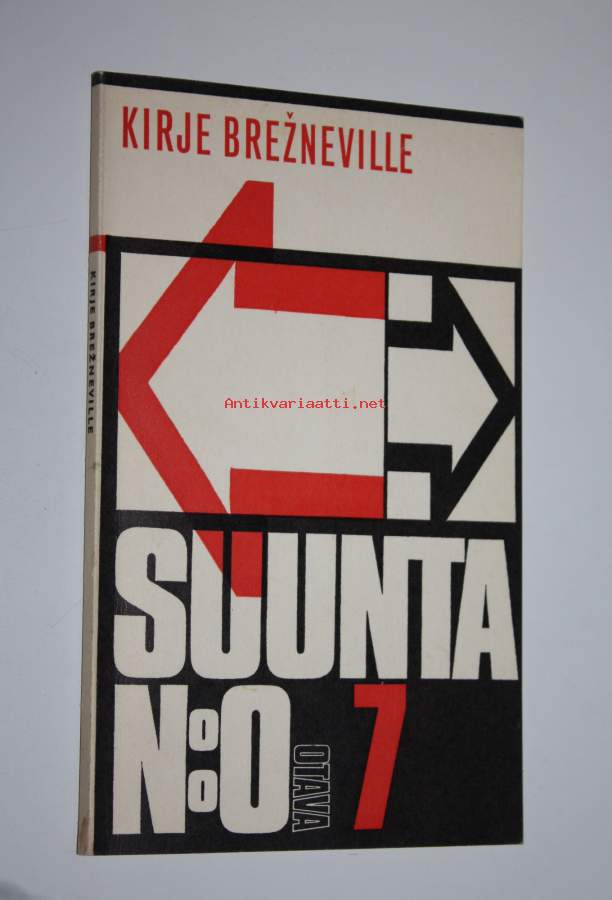 KIRJE BREŽNEVILLE
KIRJE BREŽNEVILLE
Antikvariaatti.net
SUUNTA
N:o O
OTAVA
7